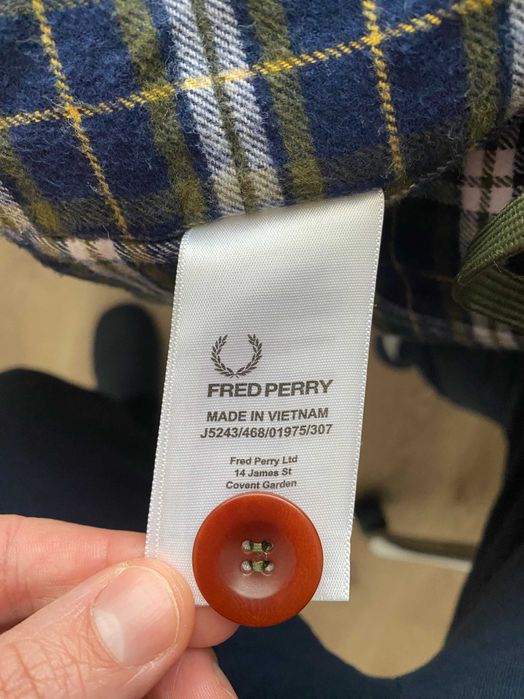 FRED PERRY
MADE IN VIETNAM
J5243/468/01975/307
Fred Perry Ltd
14 James St
Covent Garden